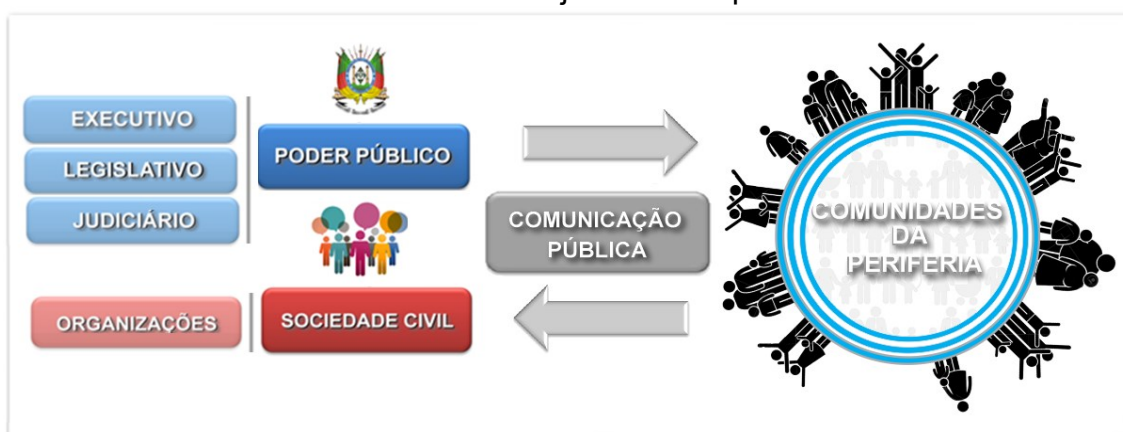 EXECUTIVO
LEGISLATIVO
JUDICIÁRIO
PODER PÚBLICO
ORGANIZAÇÕES
SOCIEDADE CIVIL
COMUNICAÇÃO
PÚBLICA
COMUNIDADES
DA
PERIFERIA